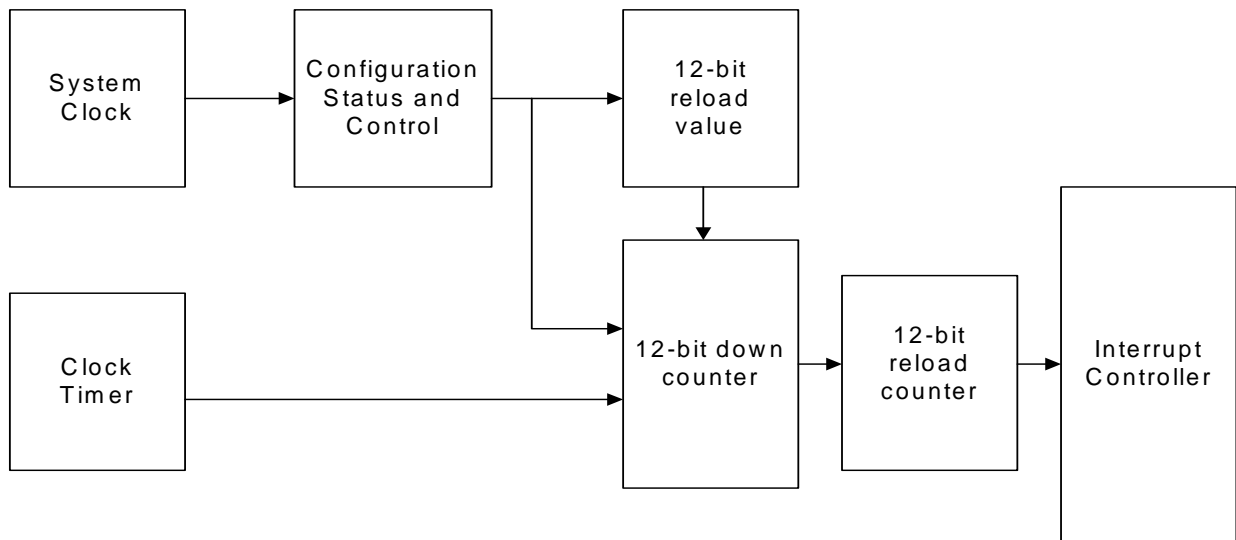 System
Clock
Configuration
Status and
Control
12-bit
reload
value
Clock
Timer
12-bit down
counter
12-bit
reload
counter
Interrupt
Controller